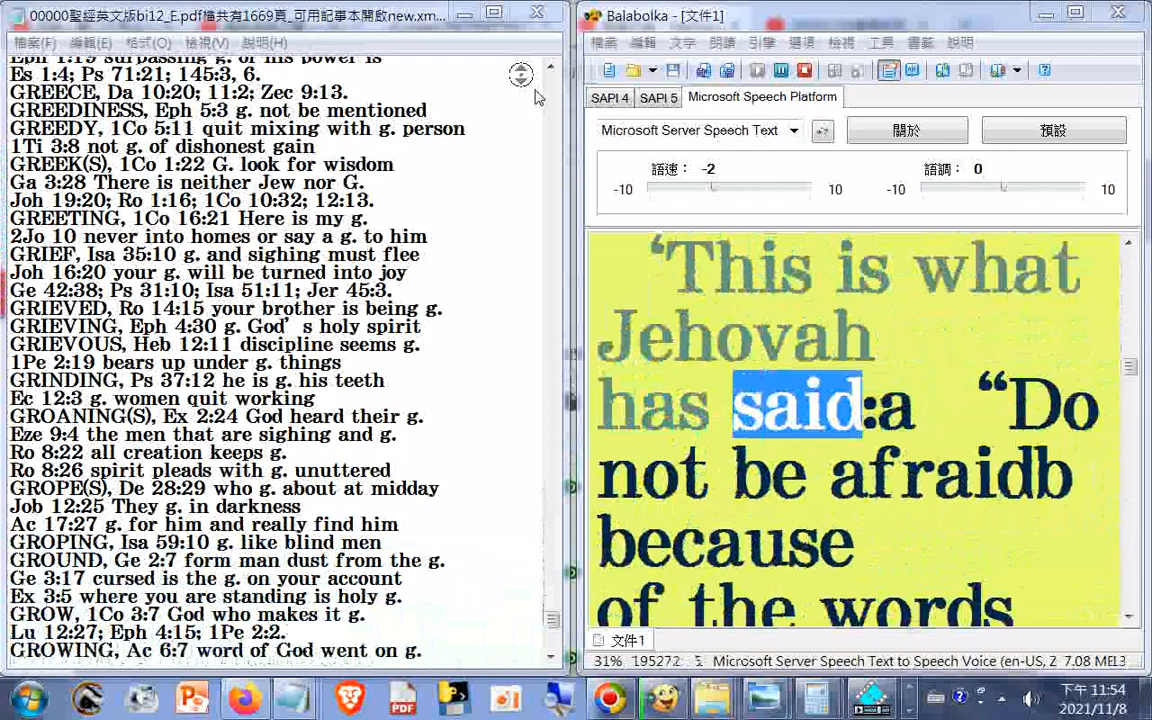 00000聖經英文版bi12_E.pdf檔共有1669頁_可用記事本開啟new.xm...
檔案(F) 編輯(E) 格式(O) 檢視(V) 說明(H)
Eph 1:19 surpassing g. of his power is
Es 1:4; Ps 71:21; 145:3, 6.
GREECE, Da 10:20; 11:2; Zec 9:13.
GREEDINESS, Eph 5:3 g. not be mentioned
GREEDY, 1Co 5:11 quit mixing with g. person
1Ti 3:8 not g. of dishonest gain
GREEK(S), 1Co 1:22 G. look for wisdom
Ga 3:28 There is neither Jew nor G.
Joh 19:20; Ro 1:16; 1Co 10:32; 12:13.
GREETING, 1Co 16:21 Here is my g.
2Jo 10 never into homes or say a g. to him
GRIEF, Isa 35:10 g. and sighing must flee
Joh 16:20 your g. will be turned into joy
Ge 42:38; Ps 31:10; Isa 51:11; Jer 45:3.
GRIEVED, Ro 14:15 your brother is being g.
GRIEVING, Eph 4:30 g. God’s holy spirit
GRIEVOUS, Heb 12:11 discipline seems g.
1Pe 2:19 bears up under g. things
GRINDING, Ps 37:12 he is g. his teeth
Ec 12:3 g. women quit working
GROANING(S), Ex 2:24 God heard their g.
Eze 9:4 the men that are sighing and g.
Ro 8:22 all creation keeps g.
Ro 8:26 spirit pleads with g. unuttered
GROPE(S), De 28:29 who g. about at midday
Job 12:25 They g. in darkness
Ac 17:27 g. for him and really find him
GROPING, Isa 59:10 g. like blind men
GROUND, Ge 2:7 form man dust from the g.
Ge 3:17 cursed is the g. on your account
Ex 3:5 where you are standing is holy g.
GROW, 1Co 3:7 God who makes it g.
Lu 12:27; Eph 4:15; 1Pe 2:2.
GROWING, Ac 6:7 word of God went on g.
Balabolka - [文件1]
檔案 編輯 文字 朗讀 引擎 選項 檢視 工具 書籤 說明
SAPI 4 SAPI 5 Microsoft Speech Platform
Microsoft Server Speech Text 關於 預設
語速： -2 語調： 0
-10 10 -10 10
‘This is what
Jehovah
has said:a “Do
not be afraidb
because
of the words
文件1
31% 195272 Microsoft Server Speech Text to Speech Voice (en-US, Z 7.08 ME
PDF
下午 11:54
2021/11/8